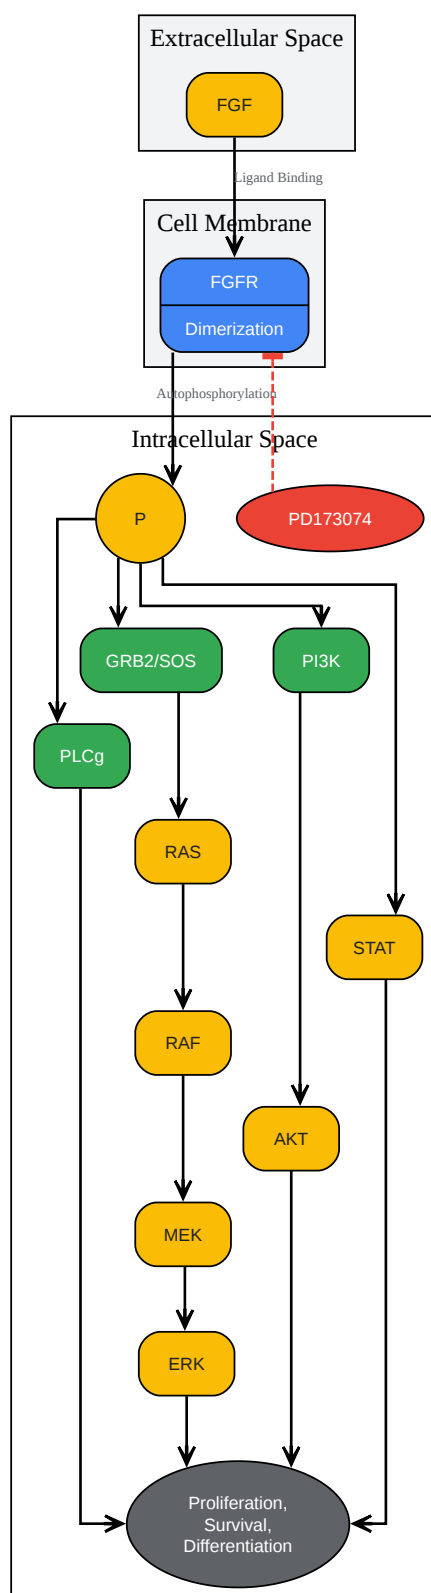 Extracellular Space
FGF
Ligand Binding
Cell Membrane
FGFR
Dimerization
Autophosphorylation
Intracellular Space
P
PD173074
GRB2/SOS
PI3K
PLCg
RAS
STAT
RAF
AKT
MEK
ERK
Proliferation,
Survival,
Differentiation